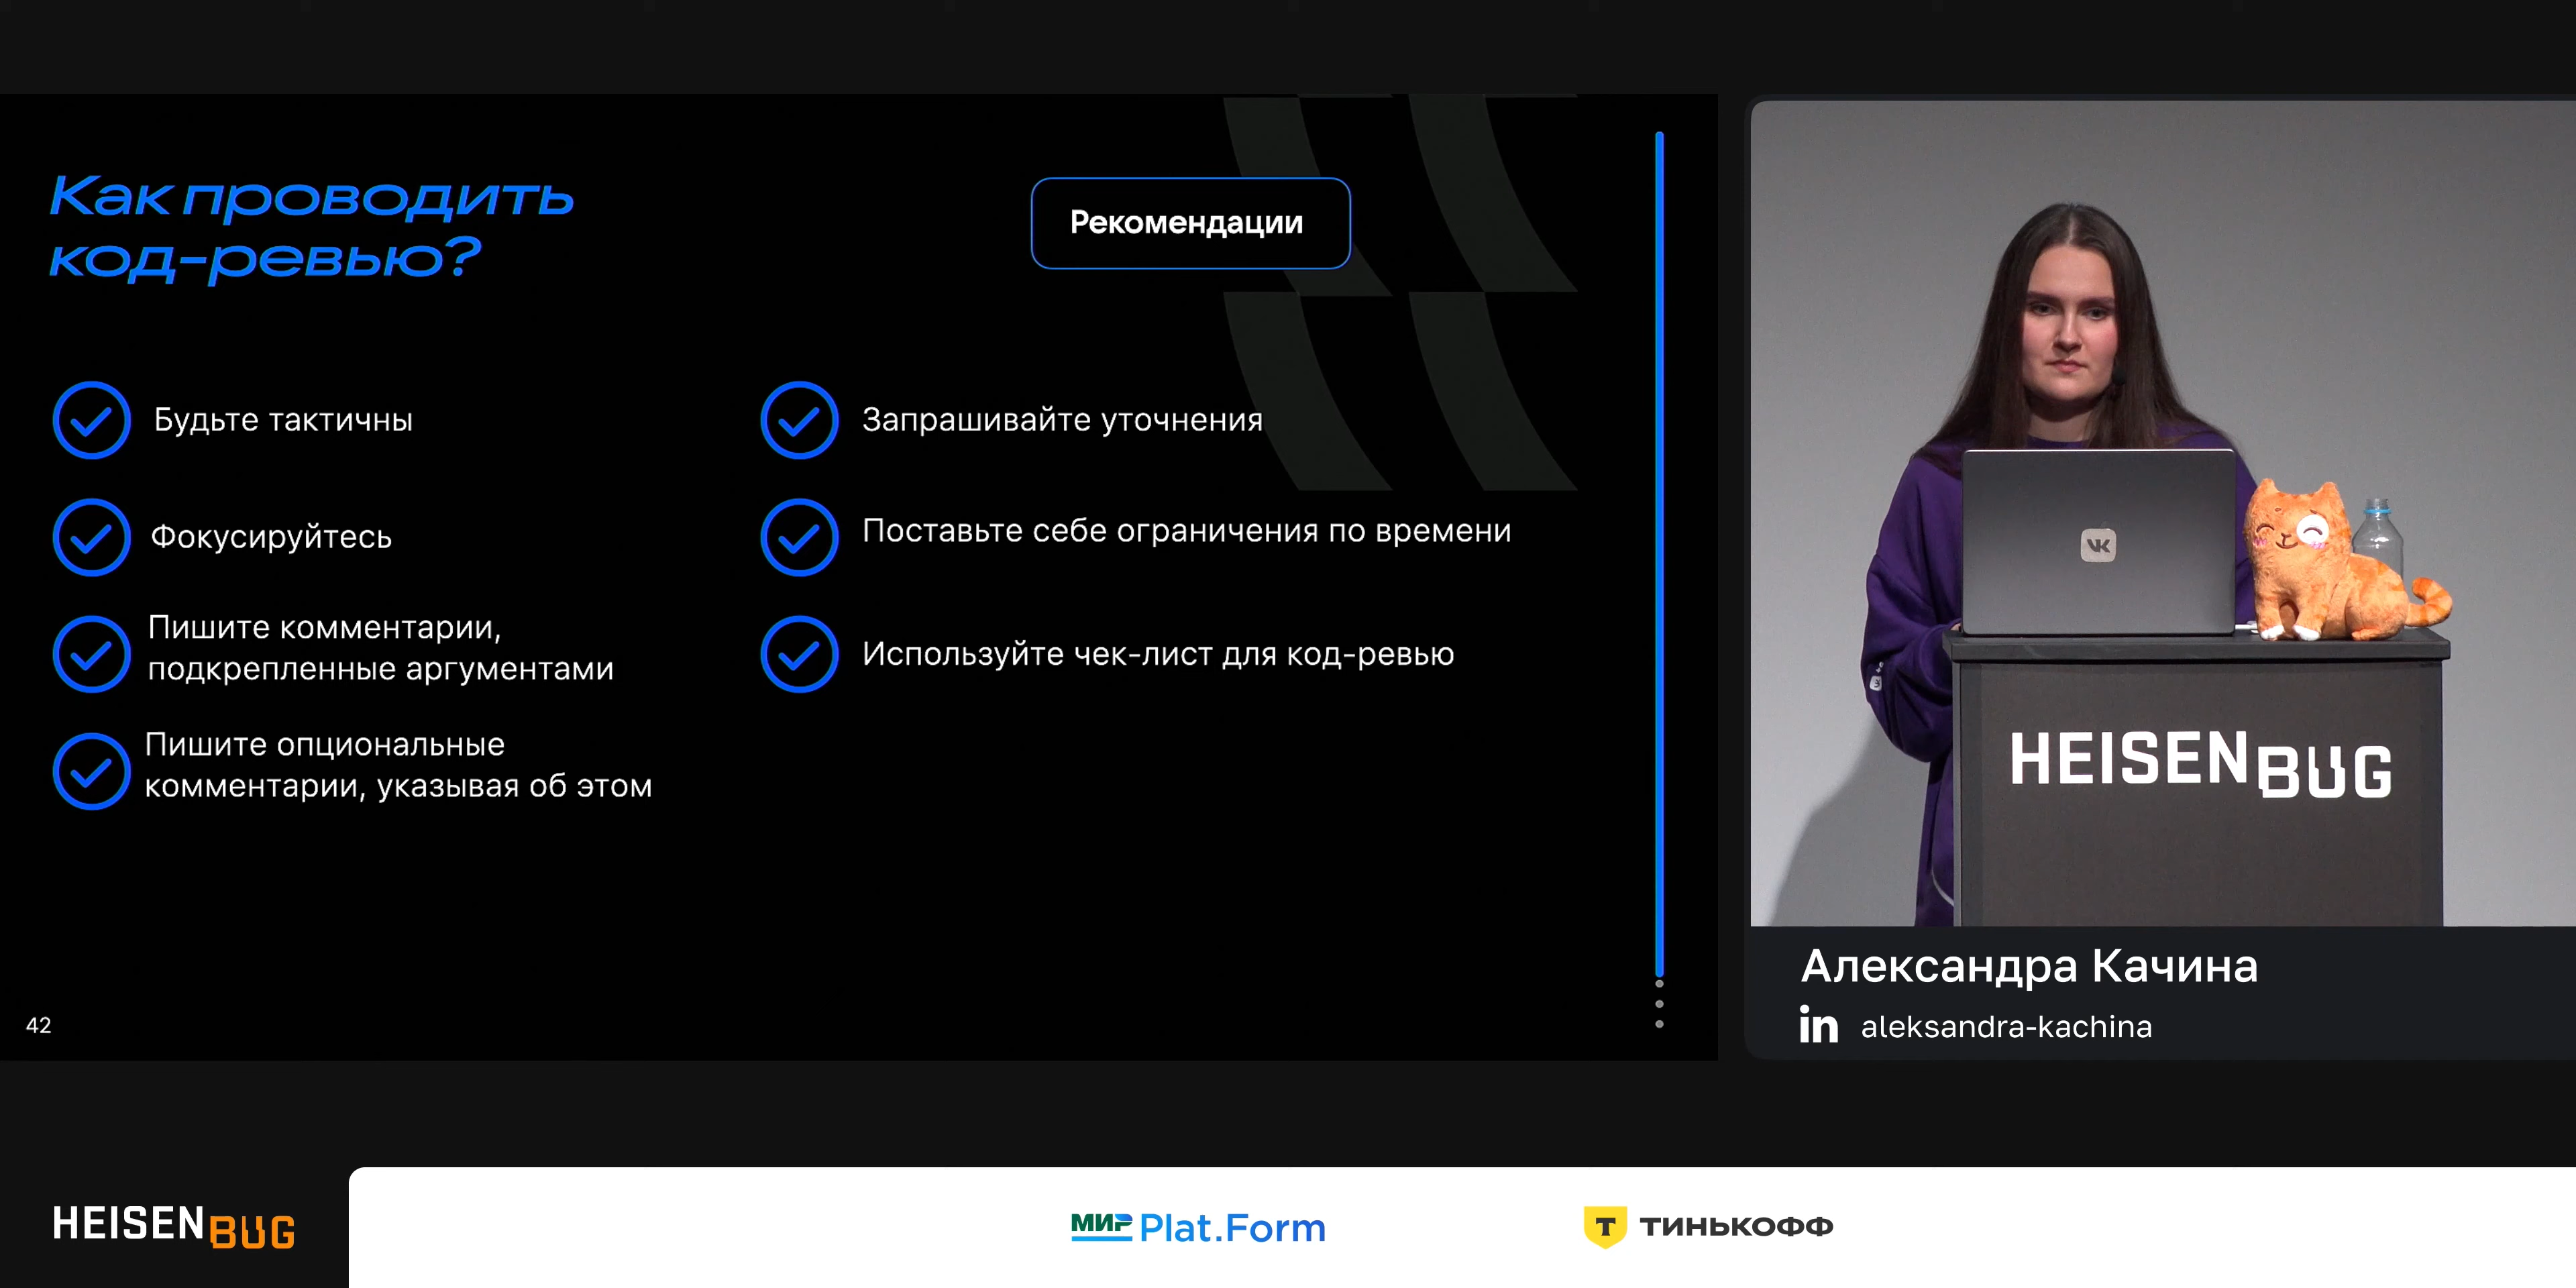 Как проводить
код-ревью?
Рекомендации
Будьте тактичны
Фокусируйтесь
Пишите комментарии,
подкрепленные аргументами
Пишите опциональные
комментарии, указывая об этом
Запрашивайте уточнения
Поставьте себе ограничения по времени
Используйте чек-лист для код-ревью
42
VK
HEISENBUG
Александра Качина
in aleksandra-kachina
HEISENBUG
МИР Plat.Form
Т ТИНЬКОФФ